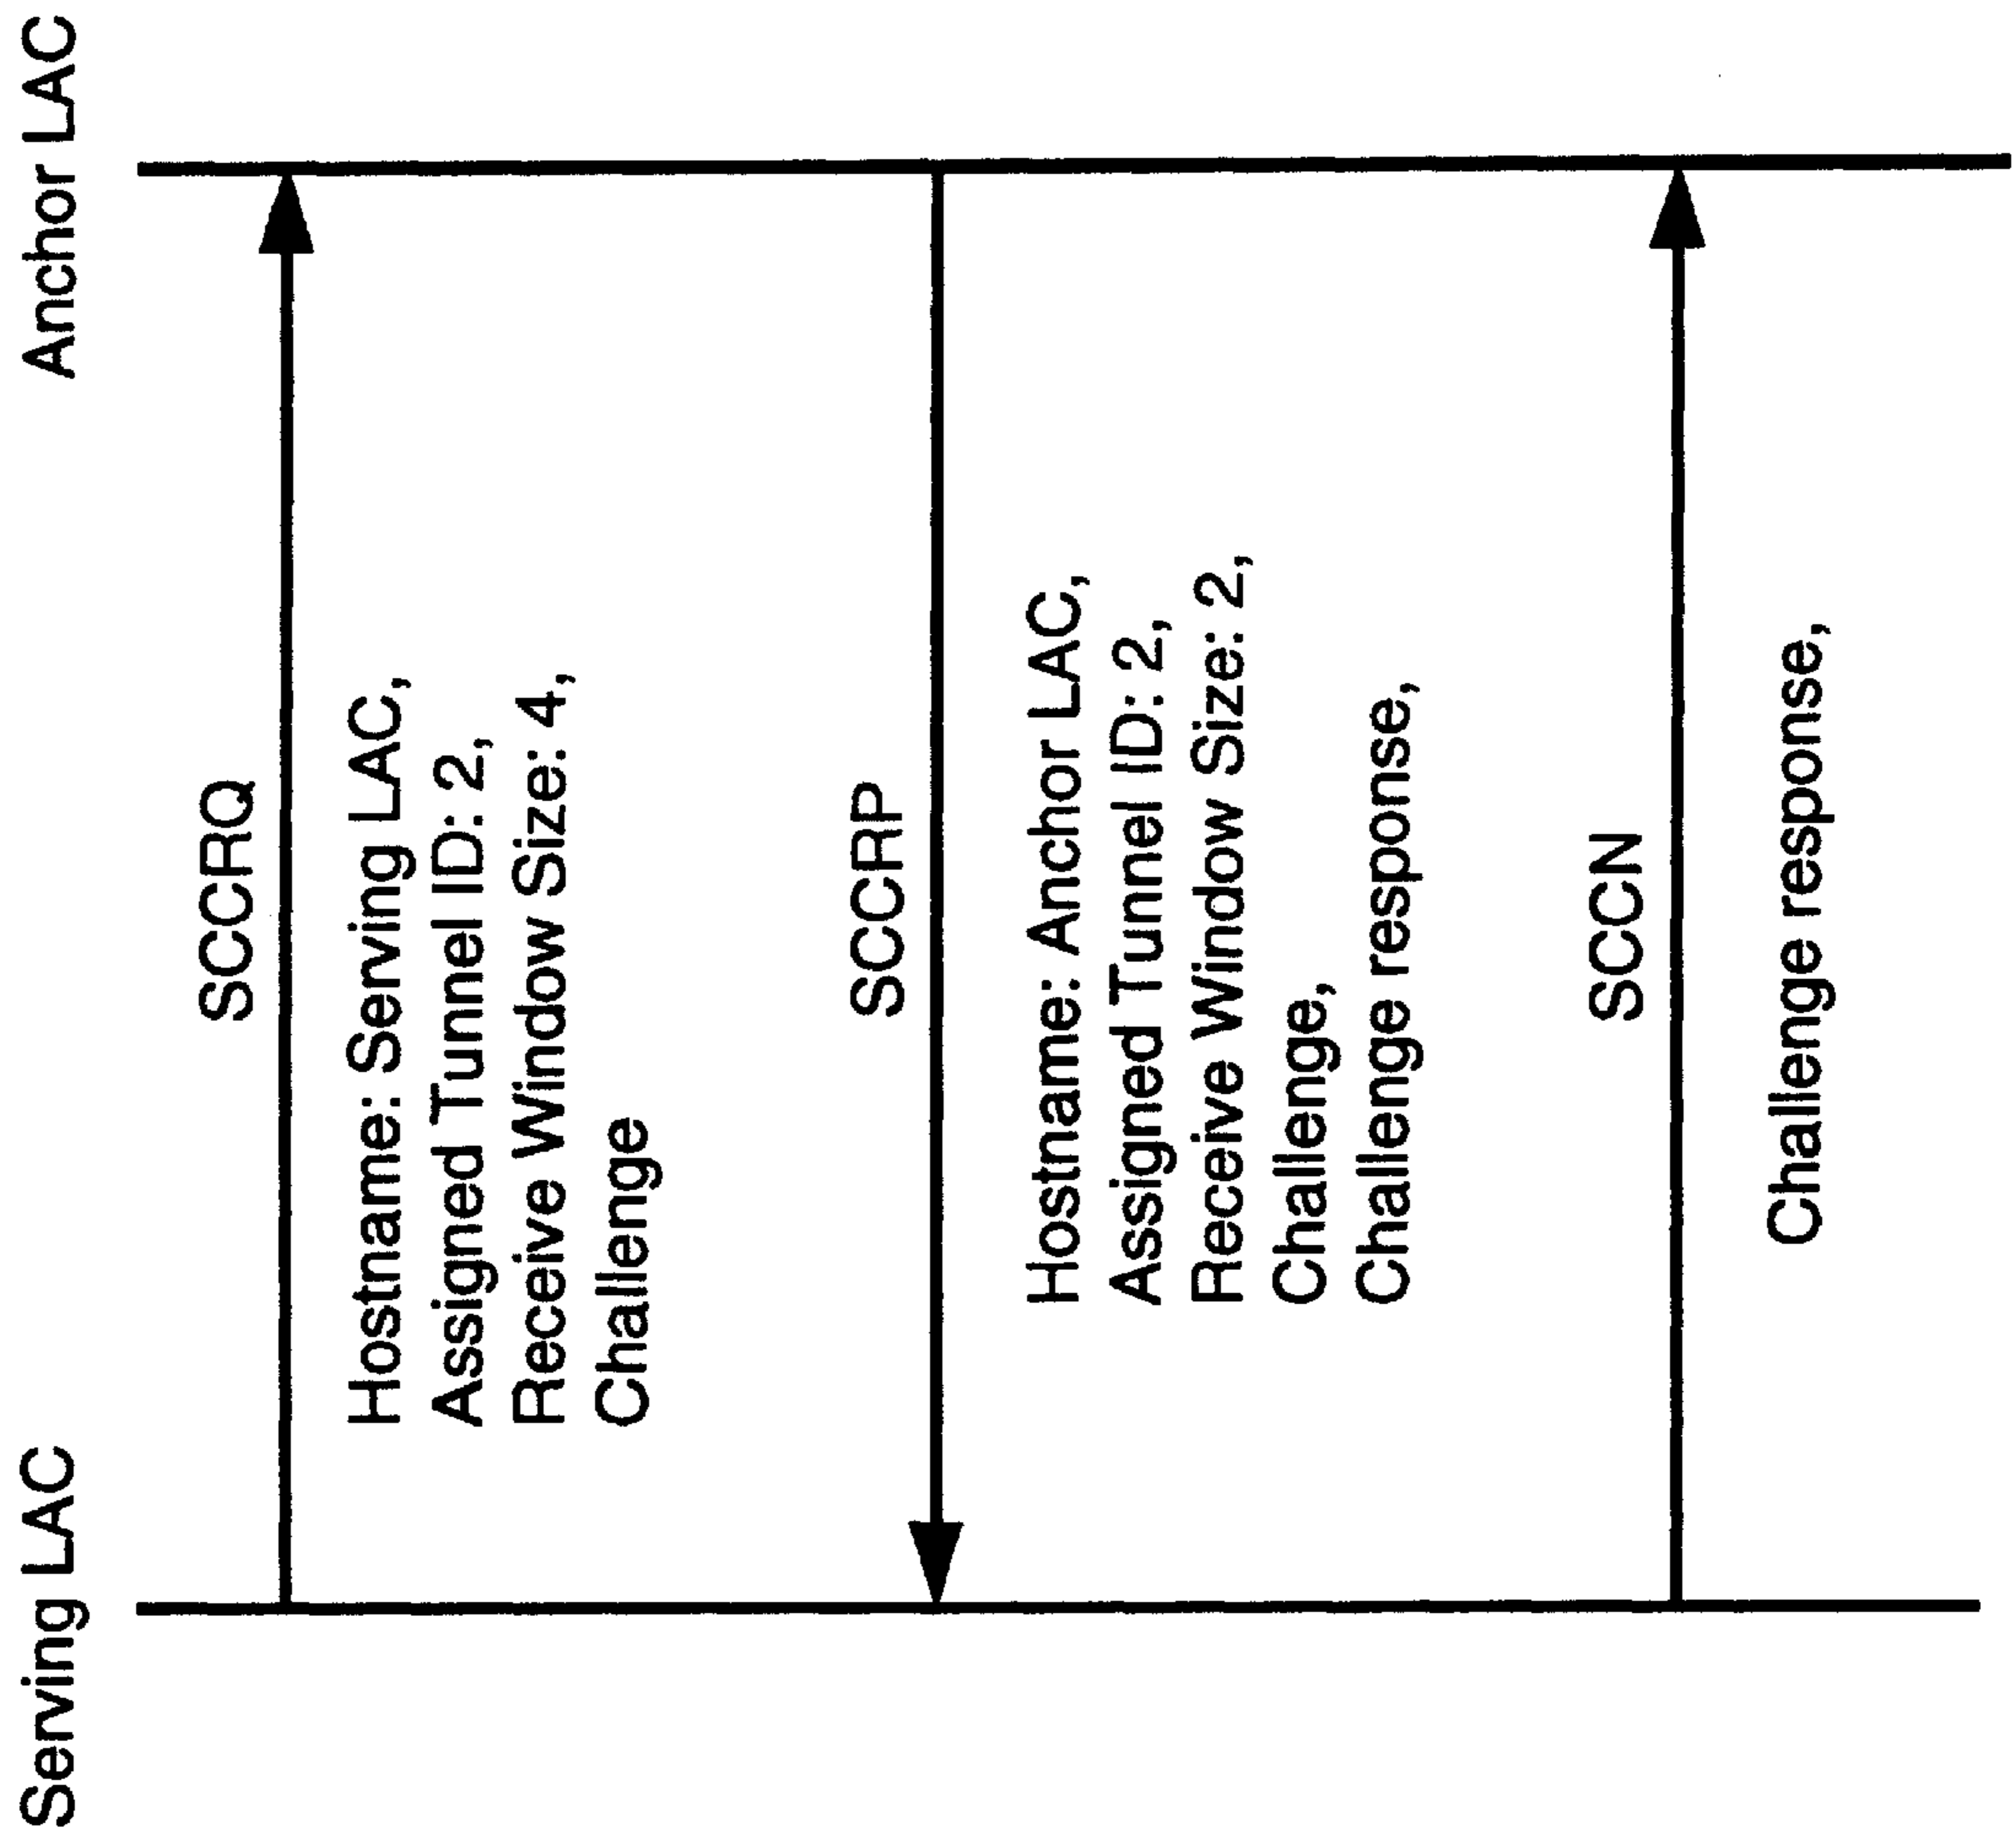 Serving LAC
Anchor LAC
SCCRQ
Hostname: Serving LAC,
Assigned Tunnel ID: 2,
Receive Window Size: 4,
Challenge
SCCRP
Hostname: Anchor LAC,
Assigned Tunnel ID: 2,
Receive Window Size: 2,
Challenge,
Challenge response,
SCCN
Challenge response,